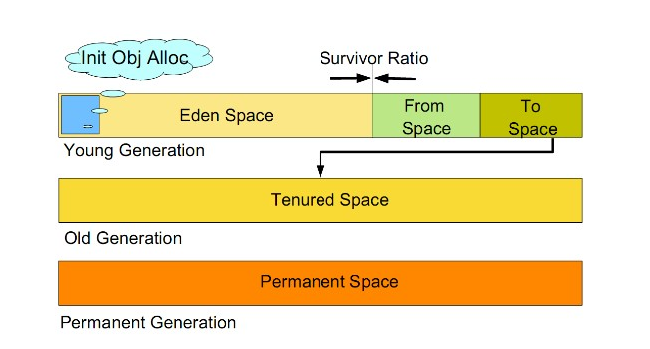 Init Obj Alloc
Survivor Ratio
Eden Space
From
Space
To
Space
Young Generation
Tenured Space
Old Generation
Permanent Space
Permanent Generation